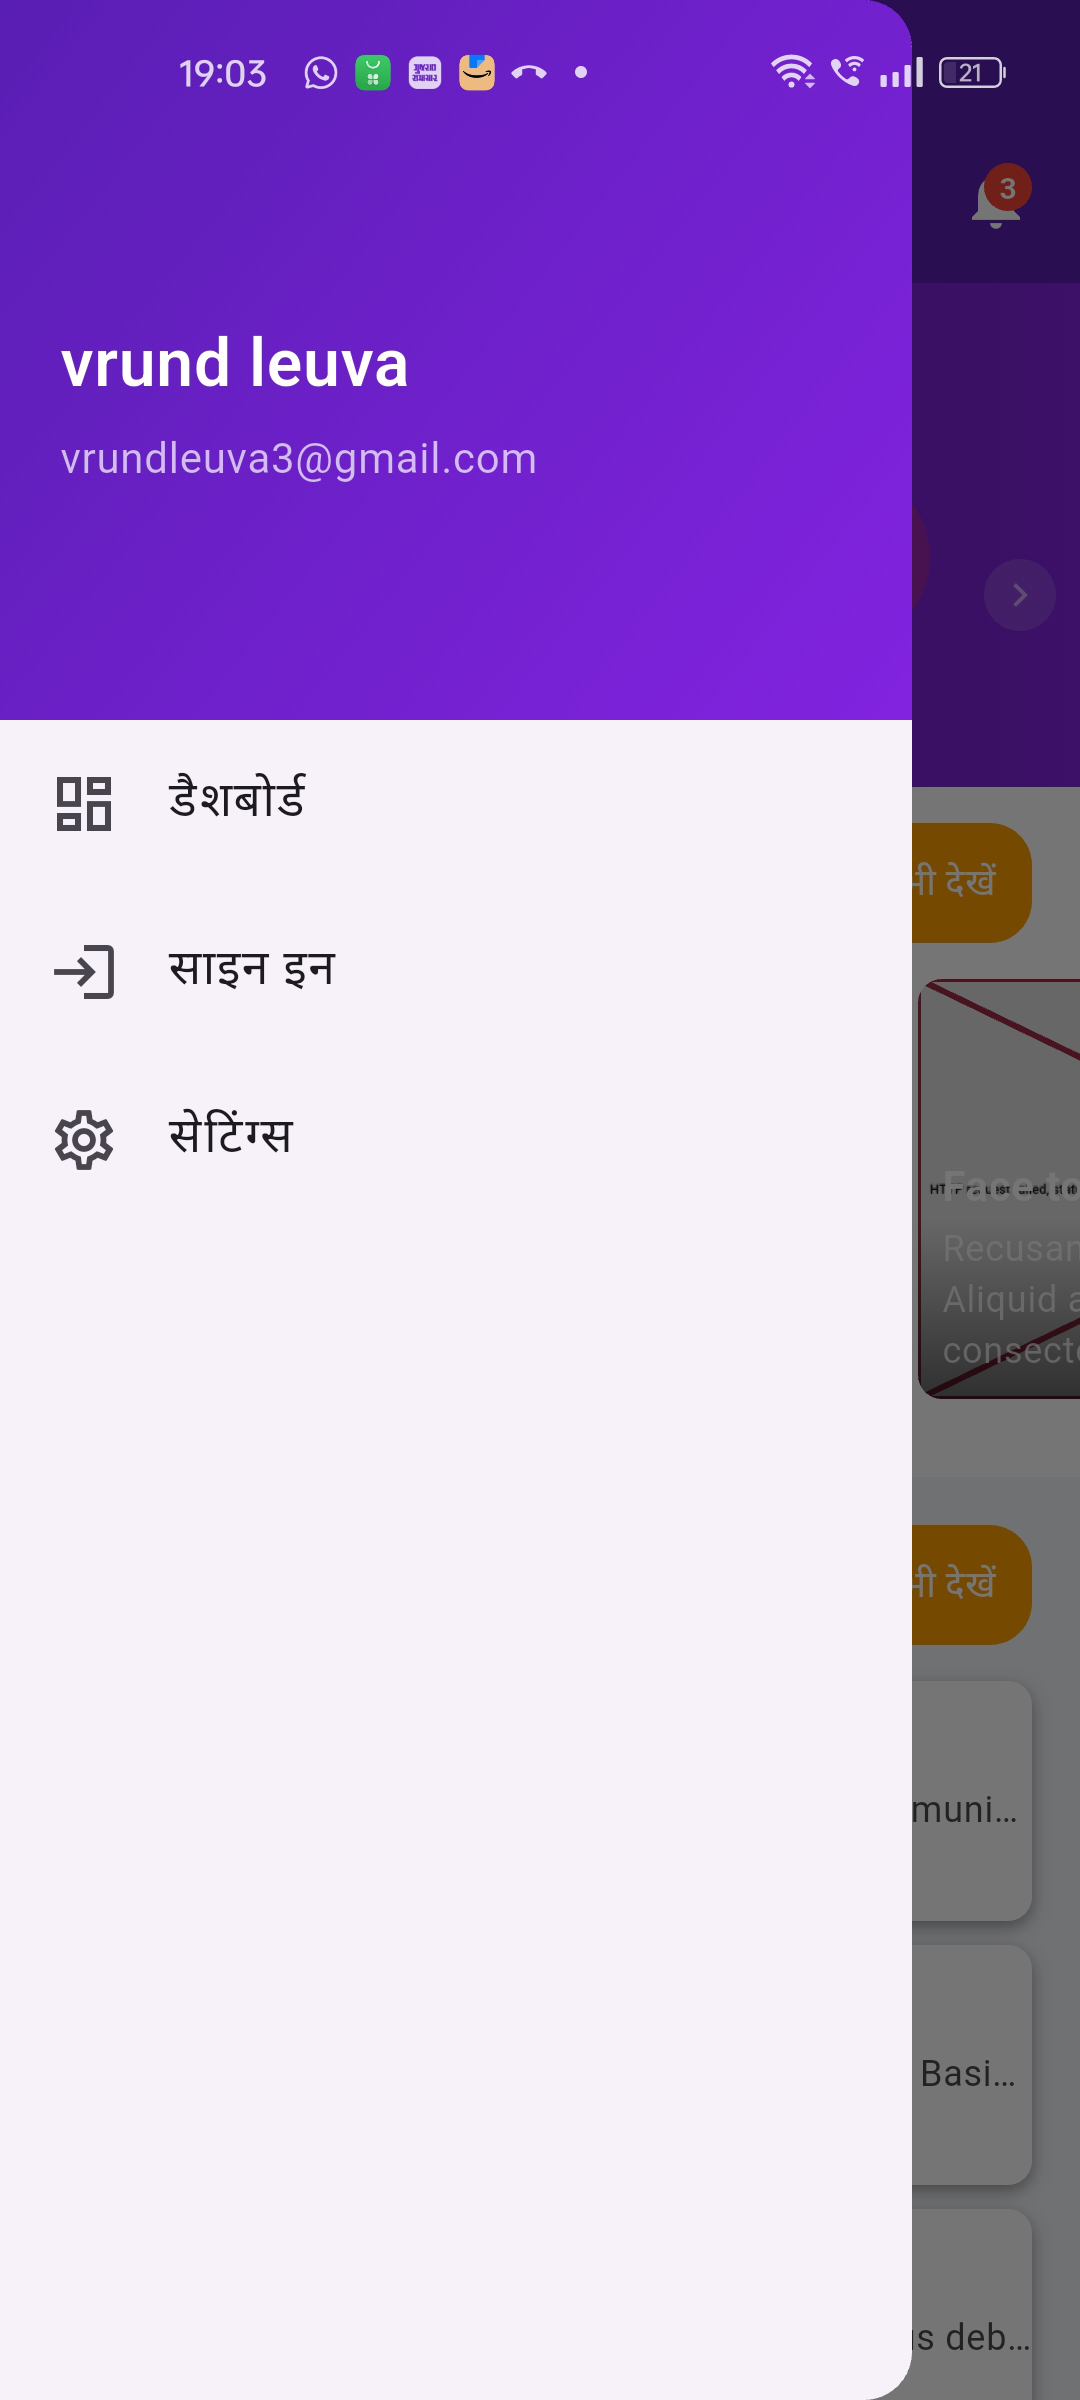 19:03
21
3
vrund leuva
vrundleuva3@gmail.com
डैशबोर्ड
साइन इन
सेटिंग्स
देखें
Face to
Recusan
Aliquid a
consecte
देखें
muni...
Basi...
s deb...